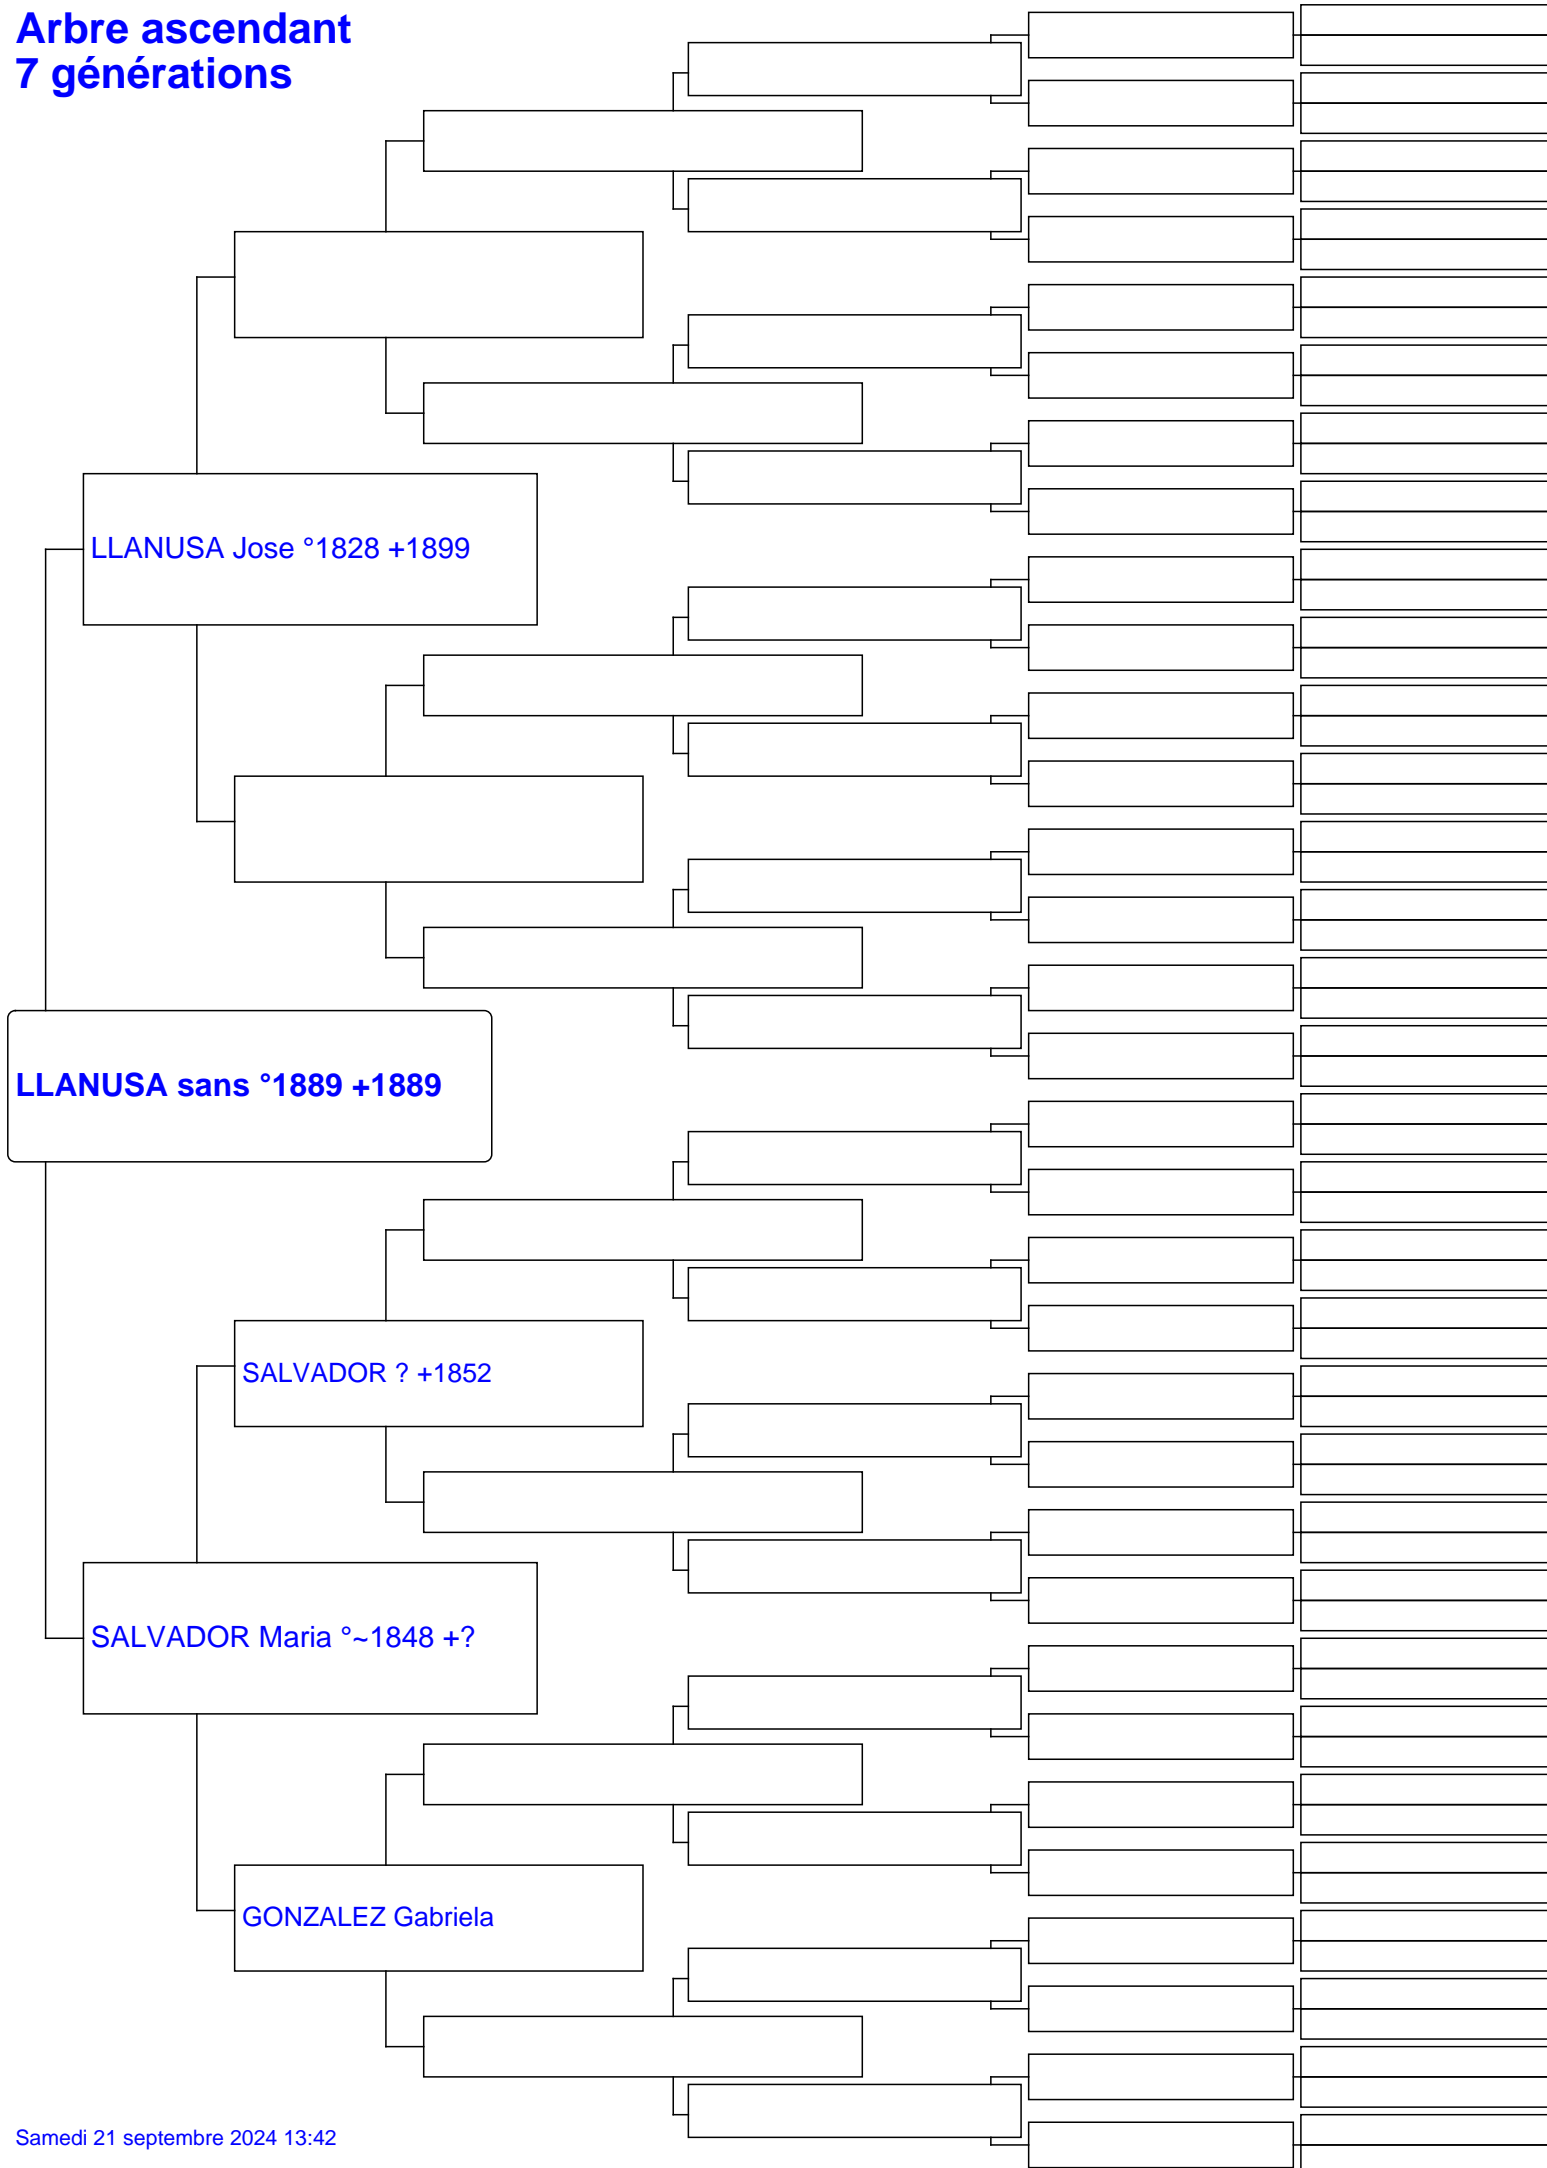 Arbre ascendant
7 générations
LLANUSA Jose °1828 +1899
LLANUSA sans °1889 +1889
SALVADOR ? +1852
SALVADOR Maria °~1848 +?
GONZALEZ Gabriela
Samedi 21 septembre 2024 13:42